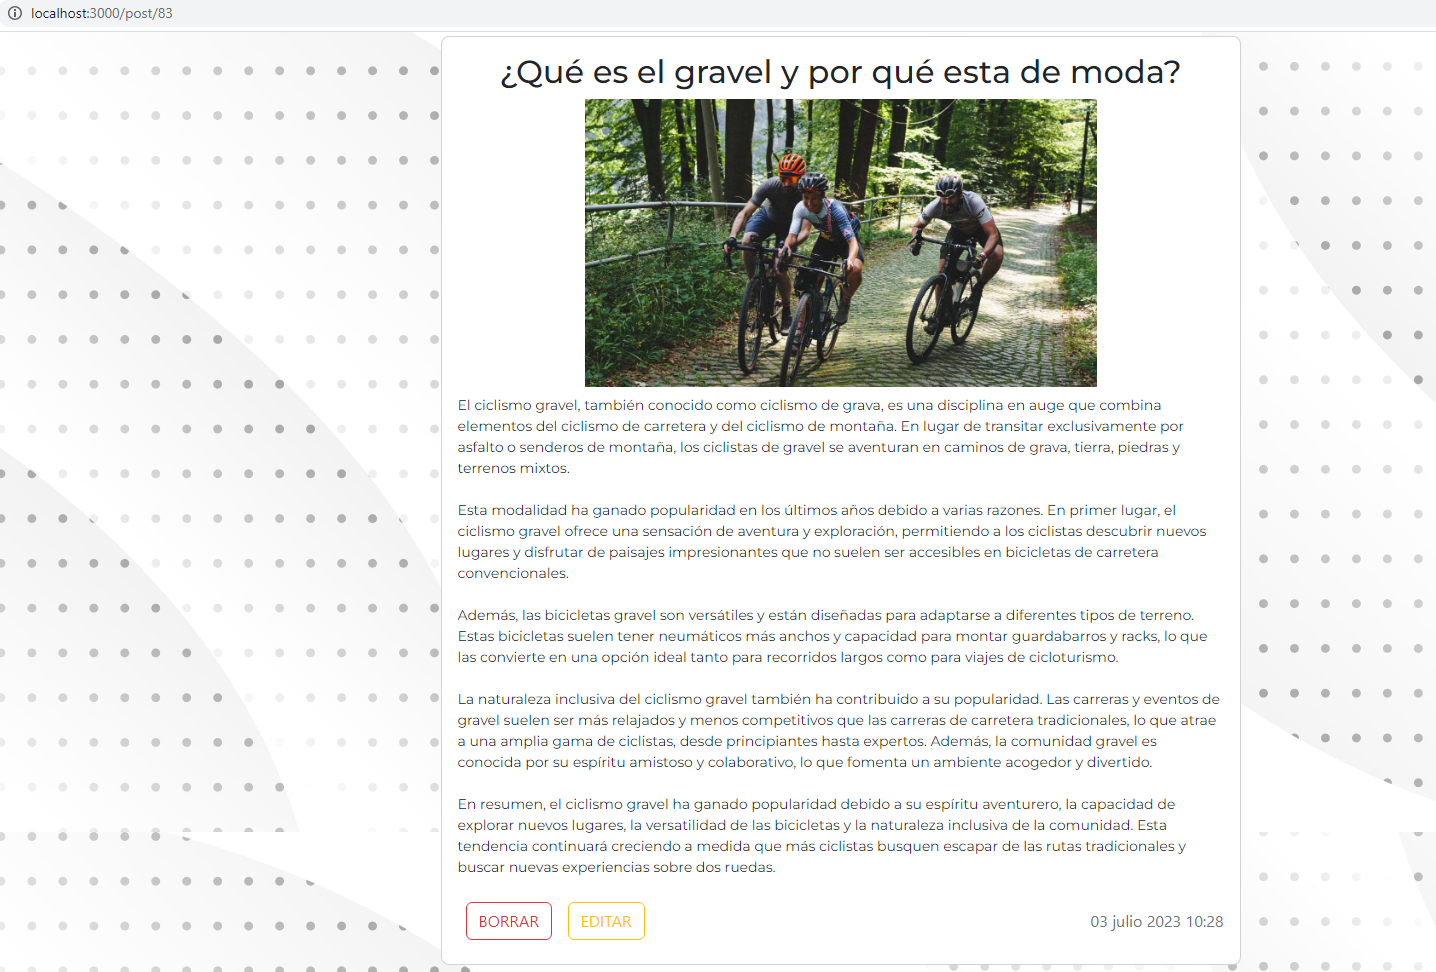 localhost:3000/post/83
¿Qué es el gravel y por qué esta de moda?
El ciclismo gravel, también conocido como ciclismo de grava, es una disciplina en auge que combina
elementos del ciclismo de carretera y del ciclismo de montaña. En lugar de transitar exclusivamente por
asfalto o senderos de montaña, los ciclistas de gravel se aventuran en caminos de grava, tierra, piedras y
terrenos mixtos.
Esta modalidad ha ganado popularidad en los últimos años debido a varias razones. En primer lugar, el
ciclismo gravel ofrece una sensación de aventura y exploración, permitiendo a los ciclistas descubrir nuevos
lugares y disfrutar de paisajes impresionantes que no suelen ser accesibles en bicicletas de carretera
convencionales.
Además, las bicicletas gravel son versátiles y están diseñadas para adaptarse a diferentes tipos de terreno.
Estas bicicletas suelen tener neumáticos más anchos y capacidad para montar guardabarros y racks, lo que
las convierte en una opción ideal tanto para recorridos largos como para viajes de cicloturismo.
La naturaleza inclusiva del ciclismo gravel también ha contribuido a su popularidad. Las carreras y eventos de
gravel suelen ser más relajados y menos competitivos que las carreras de carretera tradicionales, lo que atrae
a una amplia gama de ciclistas, desde principiantes hasta expertos. Además, la comunidad gravel es
conocida por su espíritu amistoso y colaborativo, lo que fomenta un ambiente acogedor y divertido.
En resumen, el ciclismo gravel ha ganado popularidad debido a su espíritu aventurero, la capacidad de
explorar nuevos lugares, la versatilidad de las bicicletas y la naturaleza inclusiva de la comunidad. Esta
tendencia continuará creciendo a medida que más ciclistas busquen escapar de las rutas tradicionales y
buscar nuevas experiencias sobre dos ruedas.
BORRAR EDITAR 03 julio 2023 10:28